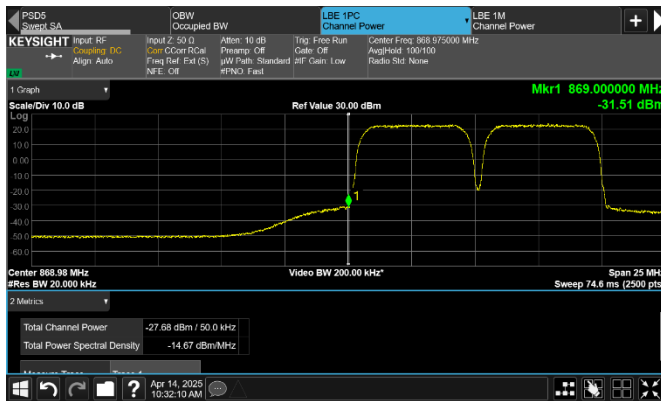 PSD5
Swept SA
OBW
Occupied BW
LBE 1PC
Channel Power
LBE 1M
Channel Power
KEYSIGHT
Input: RF
Coupling: DC
Align: Auto
Input Z: 50 Ω
Corr CCorr RCal
Freq Ref: Ext (S)
NFE: Off
Atten: 10 dB
Preamp: Off
µW Path: Standard
#PNO: Fast
Trig: Free Run
Gate: Off
#IF Gain: Low
Center Freq: 868.975000 MHz
Avg|Hold: 100/100
Radio Std: None
1 Graph
Mkr1 869.000000 MHz
Scale/Div 10.0 dB
Ref Value 30.00 dBm
-31.51 dBm
Log
20.0
10.0
0.00
-10.0
-20.0
-30.0
-40.0
-50.0
-60.0
1
Center 868.98 MHz
Video BW 200.00 kHz*
Span 25 MHz
#Res BW 20.000 kHz
Sweep 74.6 ms (2500 pts
2 Metrics
Total Channel Power
-27.68 dBm / 50.0 kHz
Total Power Spectral Density
-14.67 dBm/MHz
?
Apr 14, 2025
10:32:10 AM